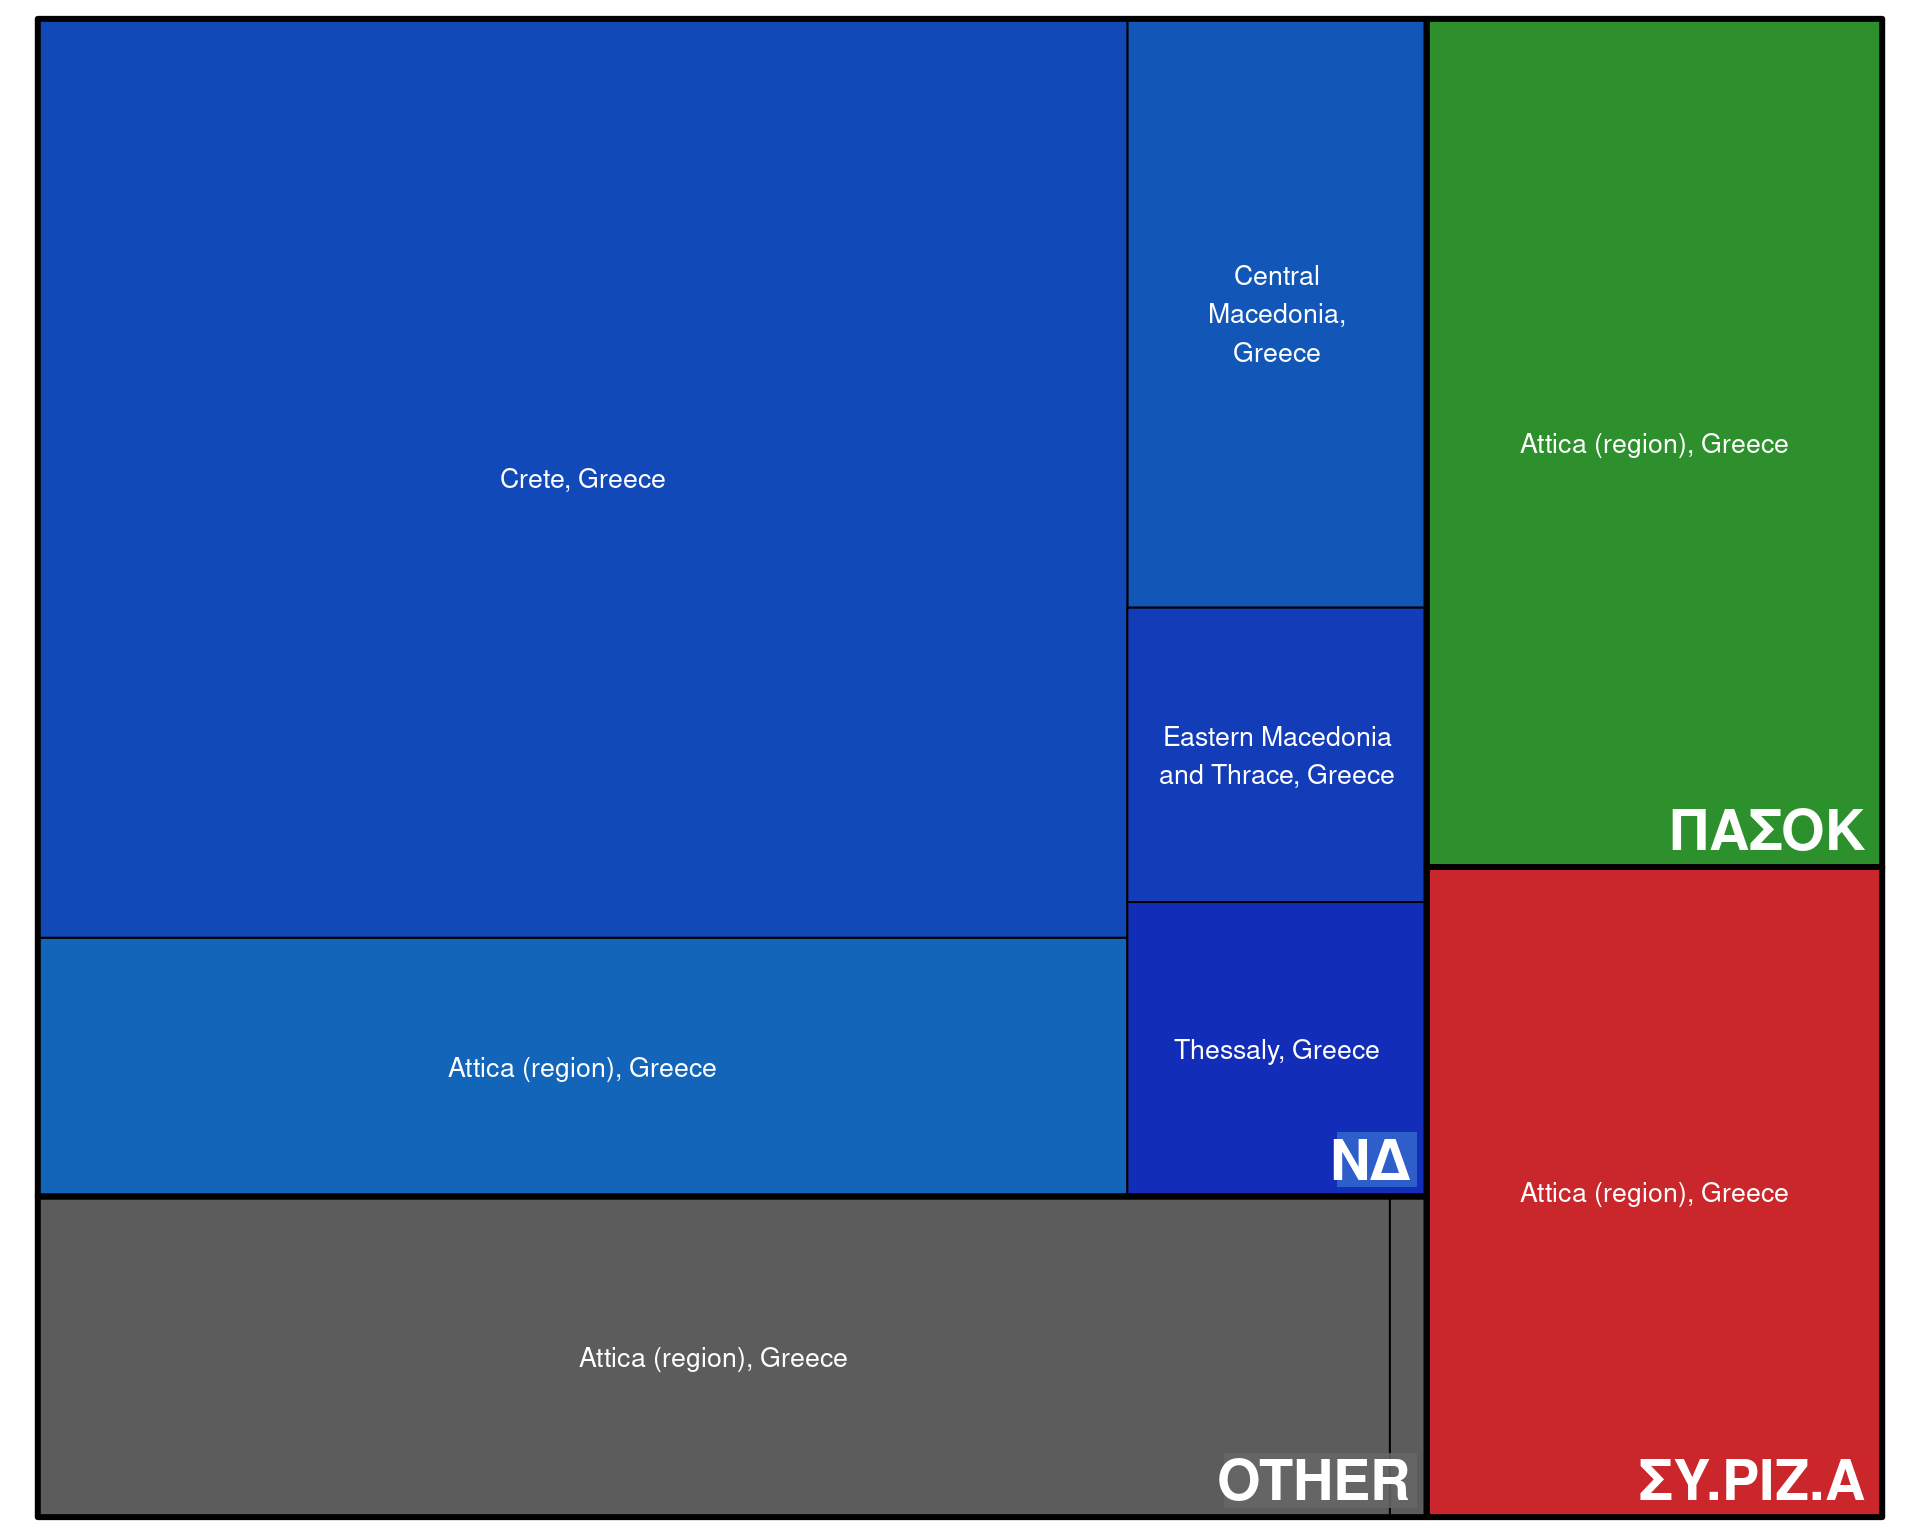 Crete, Greece
Attica (region), Greece
Central
Macedonia,
Greece
Eastern Macedonia
and Thrace, Greece
Thessaly, Greece
ΝΔ
Attica (region), Greece
OTHER
Attica (region), Greece
ΠΑΣΟΚ
Attica (region), Greece
ΣΥ.ΡΙΖ.Α